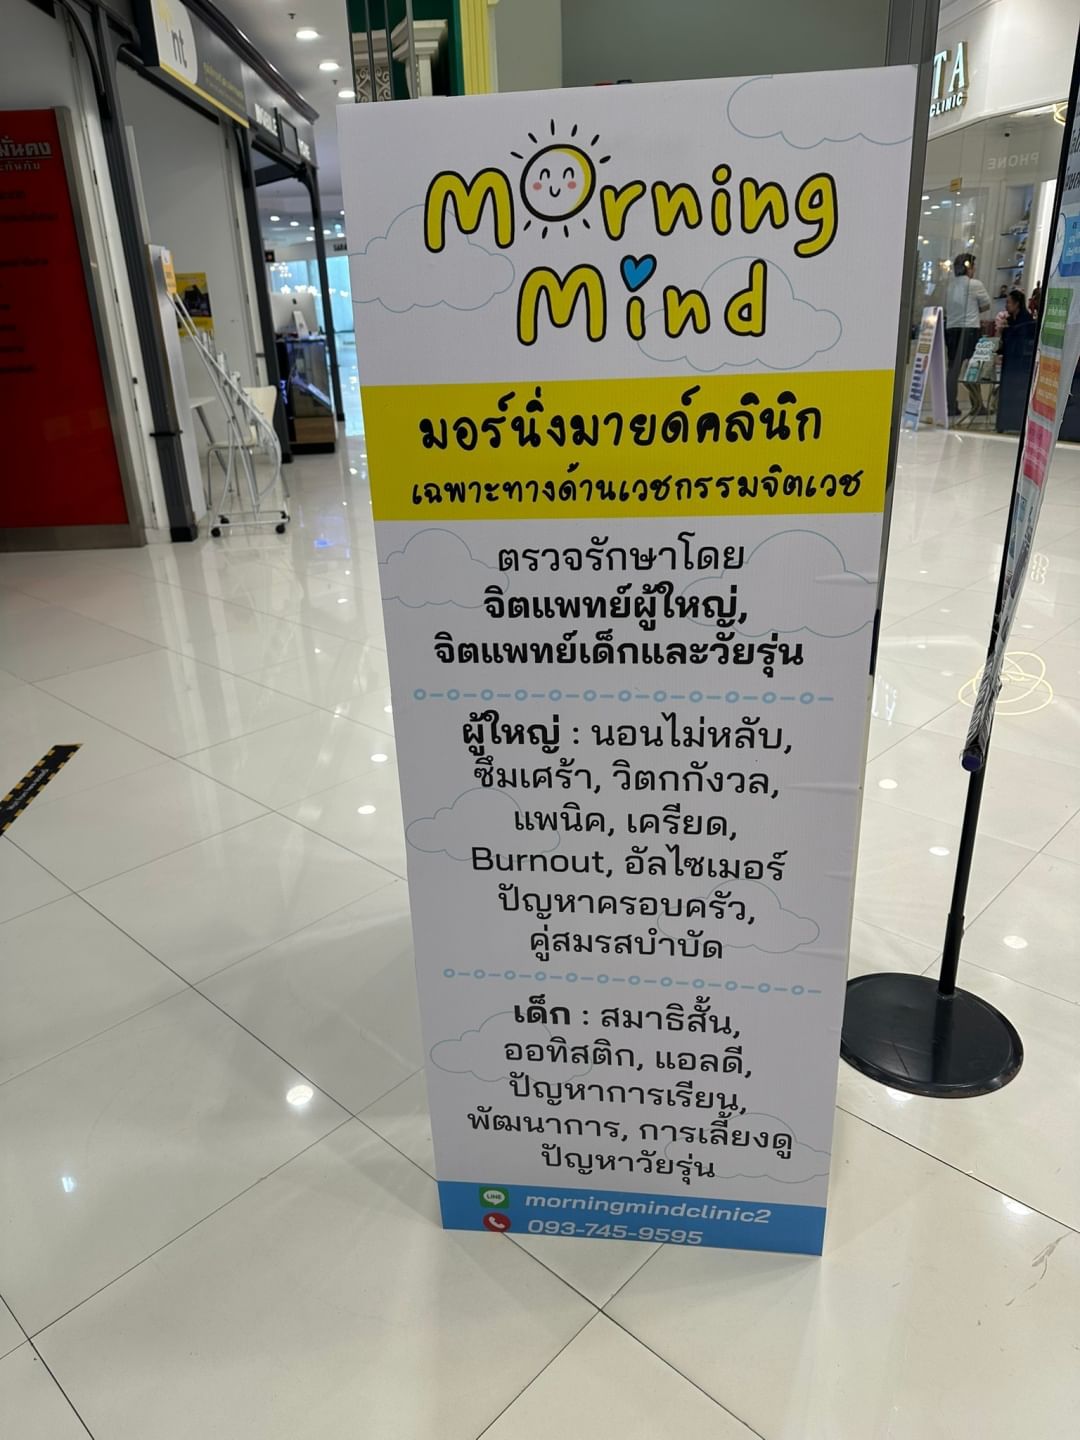 Morning
Mind
มอร์นิ่งมายด์คลินิก
เฉพาะทางด้านเวชกรรมจิตเวช
ตรวจรักษาโดย
จิตแพทย์ผู้ใหญ่,
จิตแพทย์เด็กและวัยรุ่น
ผู้ใหญ่ : นอนไม่หลับ,
ซึมเศร้า, วิตกกังวล,
แพนิค, เครียด,
Burnout, อัลไซเมอร์
ปัญหาครอบครัว,
คู่สมรสบำบัด
เด็ก : สมาธิสั้น,
ออทิสติก, แอลดี,
ปัญหาการเรียน,
พัฒนาการ, การเลี้ยงดู
ปัญหาวัยรุ่น
LINE morningmindclinic2
093-745-9595
nt
มั่นคง
TA
CLINIC
PHONE